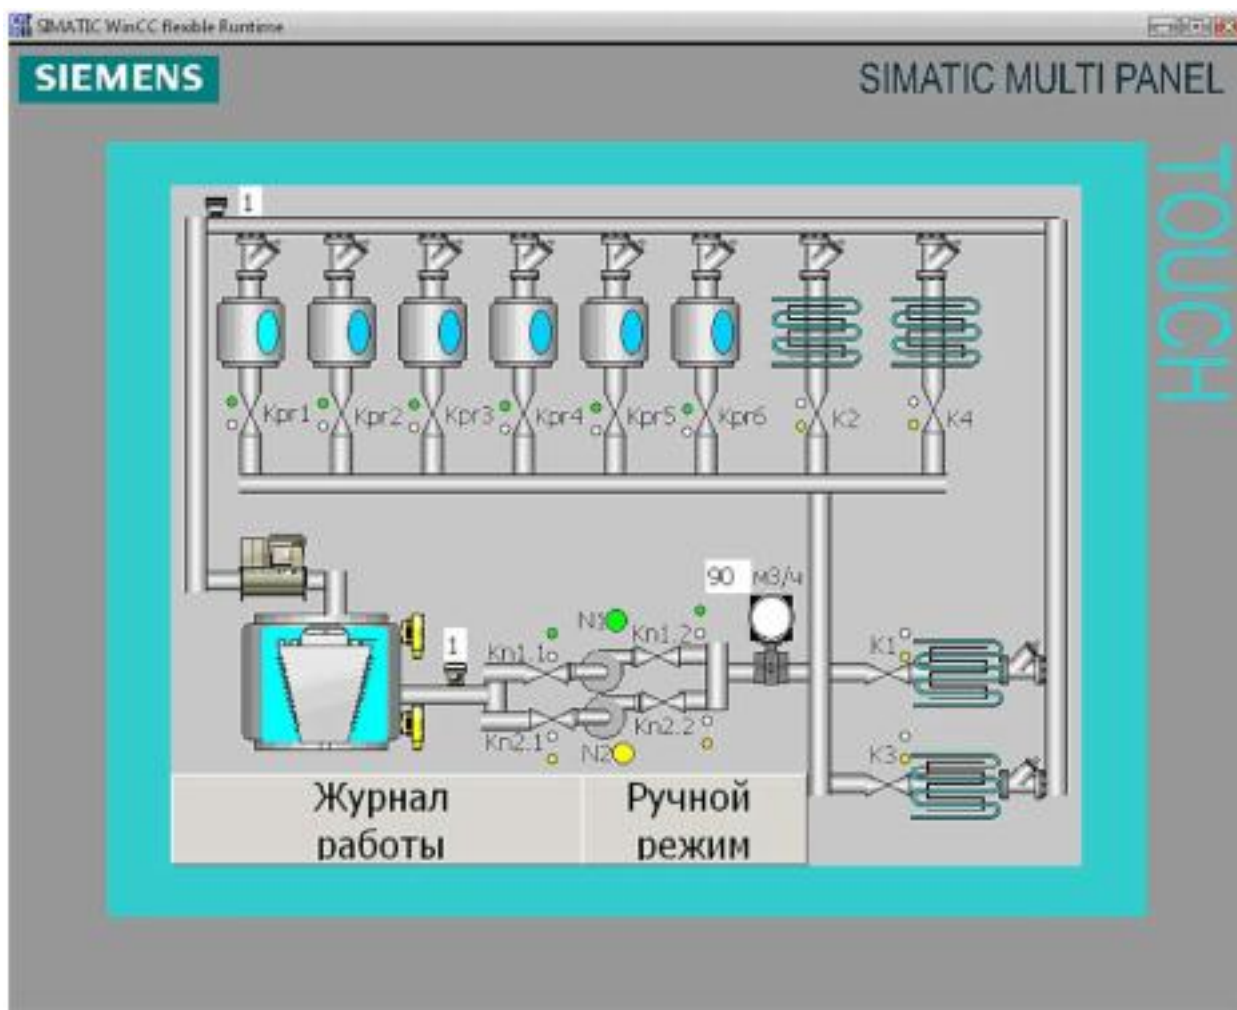 SIMATIC WinCC flexible Runtime
SIEMENS
SIMATIC MULTI PANEL
TOUCH
1
Kpr1
Kpr2
Kpr3
Kpr4
Kpr5
Kpr6
K2
K4
90 м3/ч
N1
Kn1.2
Kn1.1
1
K1
Kn2.2
Kn2.1
N2
K3
Журнал
работы
Ручной
режим